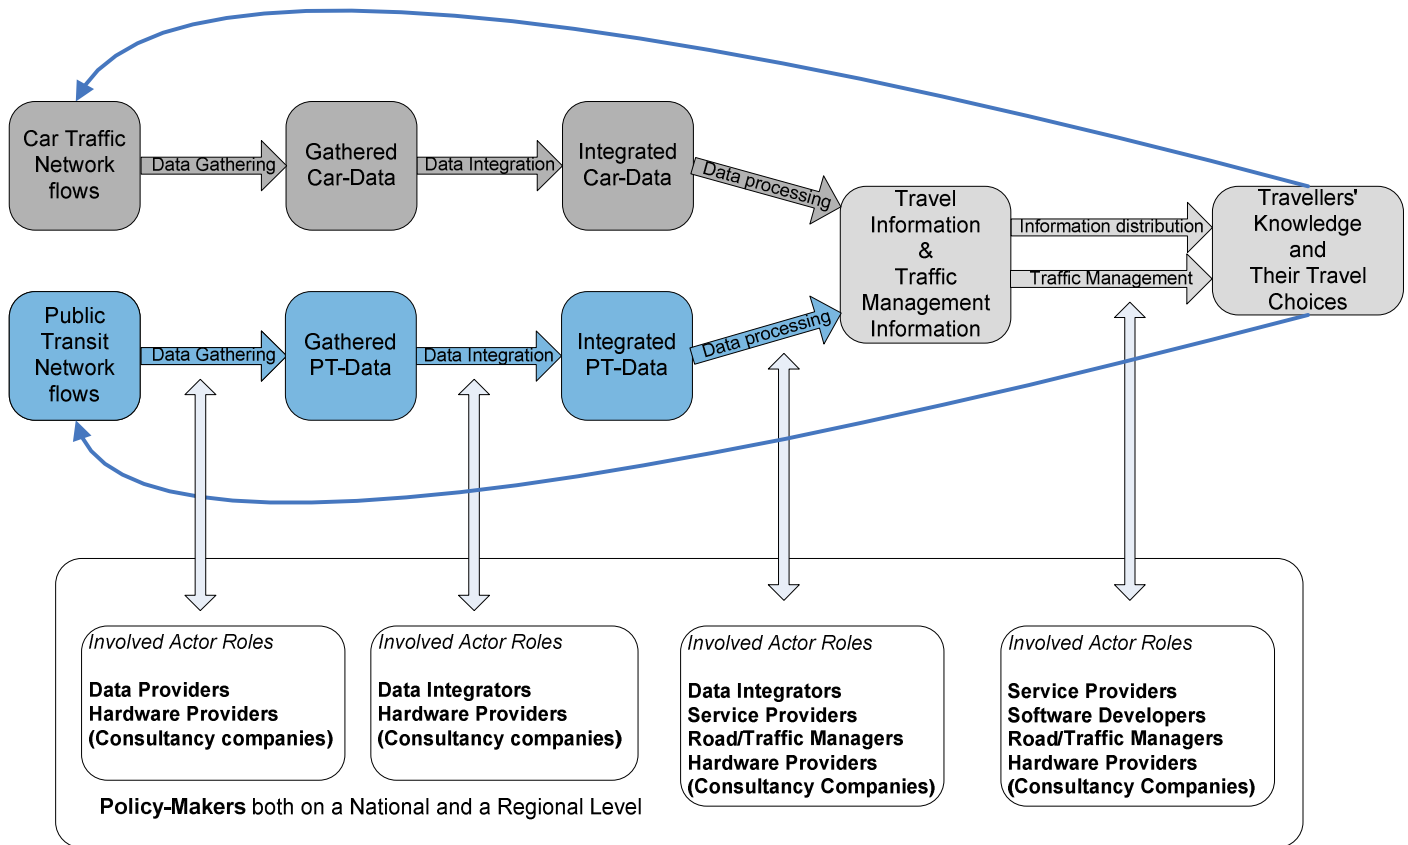 Car Traffic
Network
flows
Data Gathering
Gathered
Car-Data
Data Integration
Integrated
Car-Data
Data processing
Travel
Information
&
Traffic
Management
Information
Information distribution
Traffic Management
Travellers'
Knowledge
and
Their Travel
Choices
Public
Transit
Network
flows
Data Gathering
Gathered
PT-Data
Data Integration
Integrated
PT-Data
Data processing
Involved Actor Roles
Data Providers
Hardware Providers
(Consultancy companies)
Involved Actor Roles
Data Integrators
Hardware Providers
(Consultancy companies)
Involved Actor Roles
Data Integrators
Service Providers
Road/Traffic Managers
Hardware Providers
(Consultancy Companies)
Involved Actor Roles
Service Providers
Software Developers
Road/Traffic Managers
Hardware Providers
(Consultancy Companies)
Policy-Makers both on a National and a Regional Level